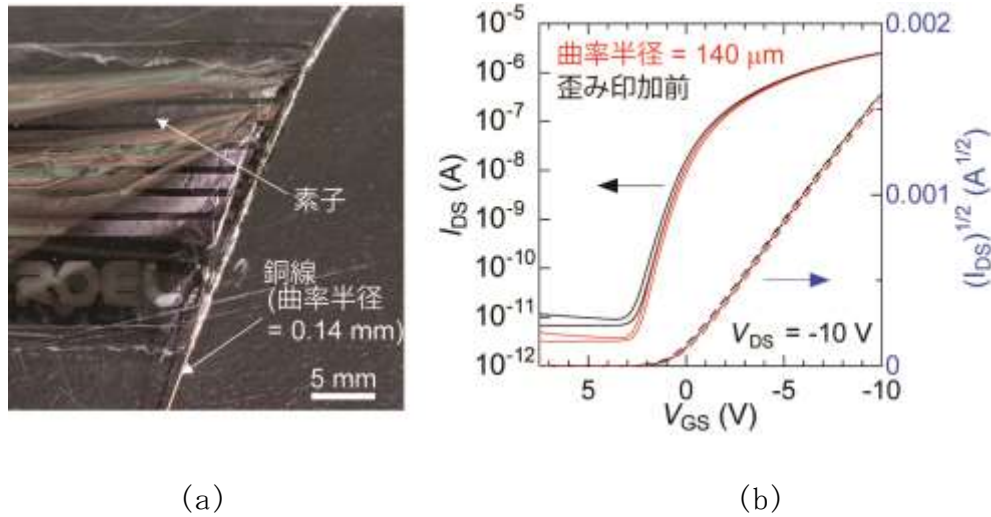 素子
銅線
(曲率半径
= 0.14 mm)
ROEL
5 mm
(a)
(b)
曲率半径 = 140 μm
歪み印加前
V_DS = -10 V
I_DS (A)
10^-5
10^-6
10^-7
10^-8
10^-9
10^-10
10^-11
10^-12
0.002
0.001
0
(I_DS)^1/2 (A^1/2)
5
0
-5
-10
V_GS (V)
(a)
(b)